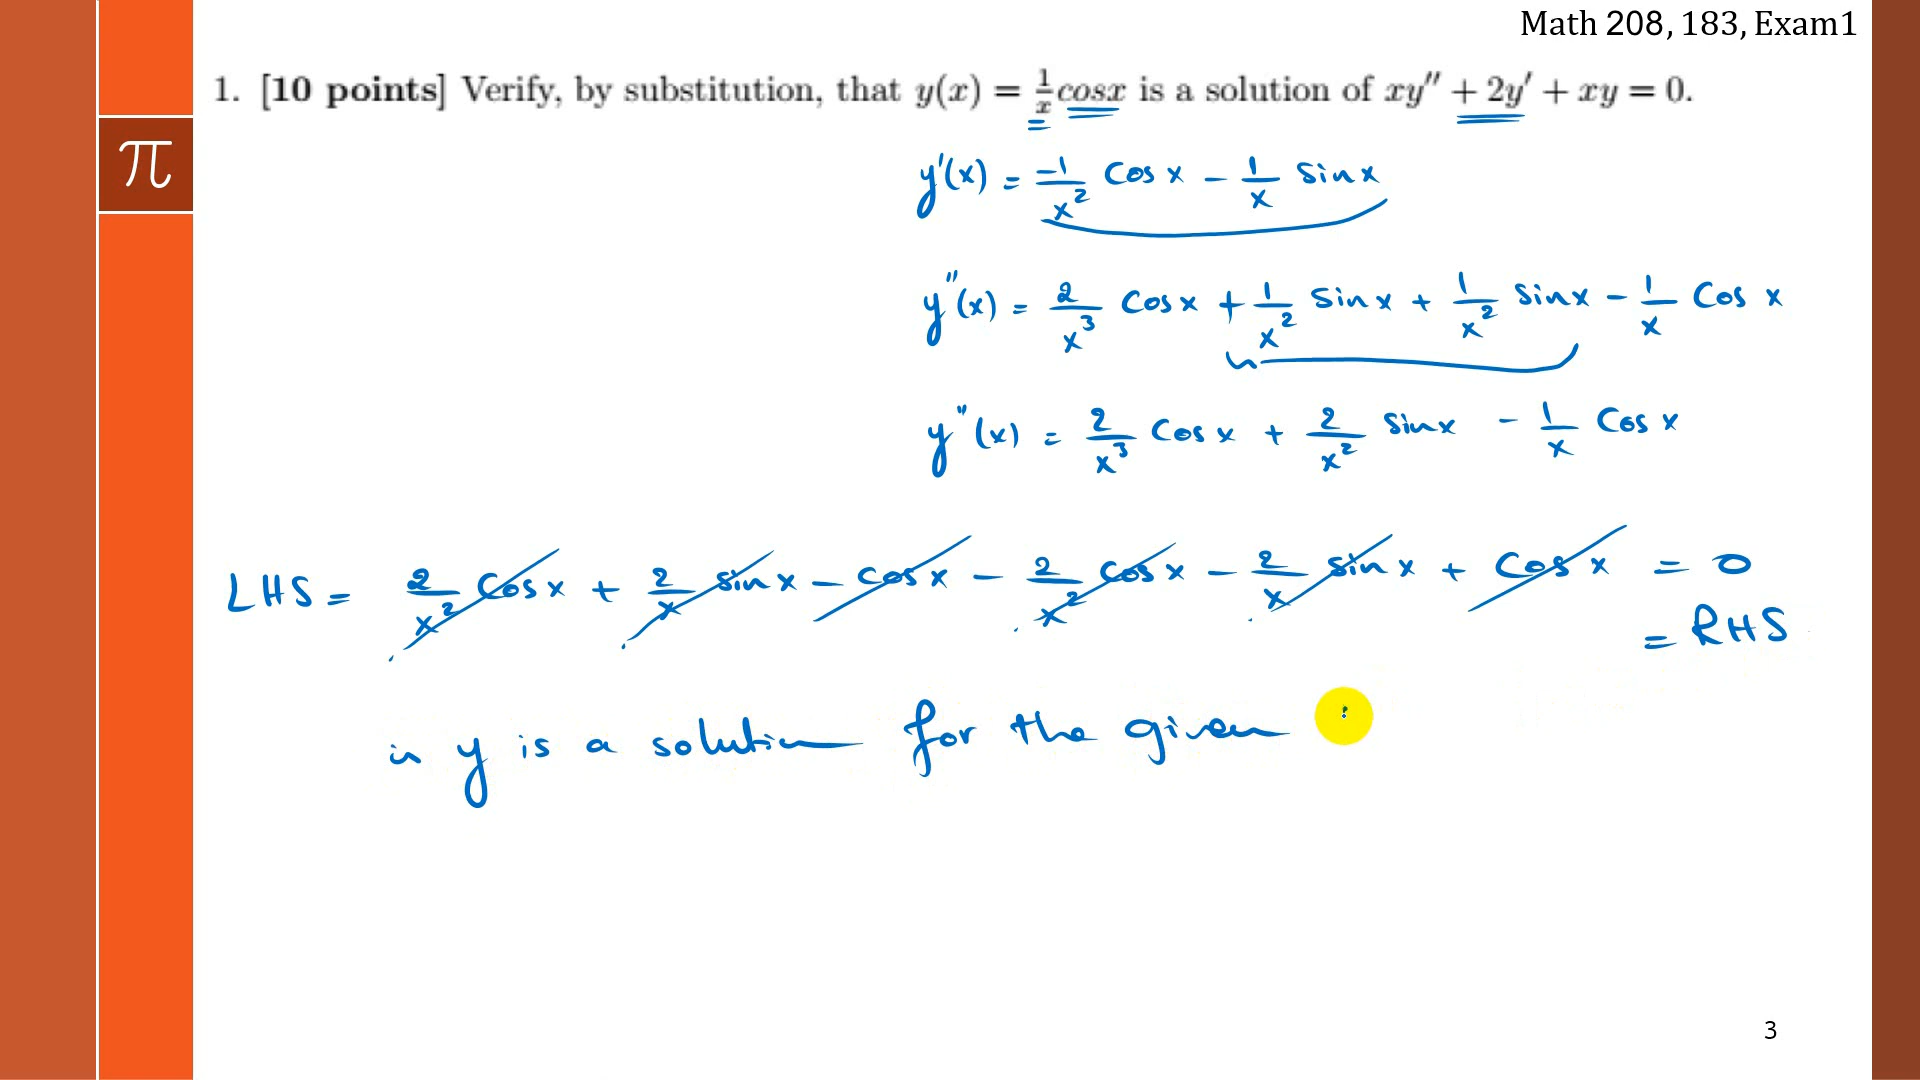 Math 208, 183, Exam1
1. [10 points] Verify, by substitution, that y(x) = 1/x cosx is a solution of xy″ + 2y′ + xy = 0.
π
y'(x) = -1/x² Cos x - 1/x Sin x
y"(x) = 2/x³ Cos x + 1/x² Sin x + 1/x² Sin x - 1/x Cos x
y"(x) = 2/x³ Cos x + 2/x² Sin x - 1/x Cos x
LHS = 2/x² Cos x + 2/x sin x - cos x - 2/x² cos x - 2/x sin x + Cos x = 0
= RHS
y is a solution for the given
3